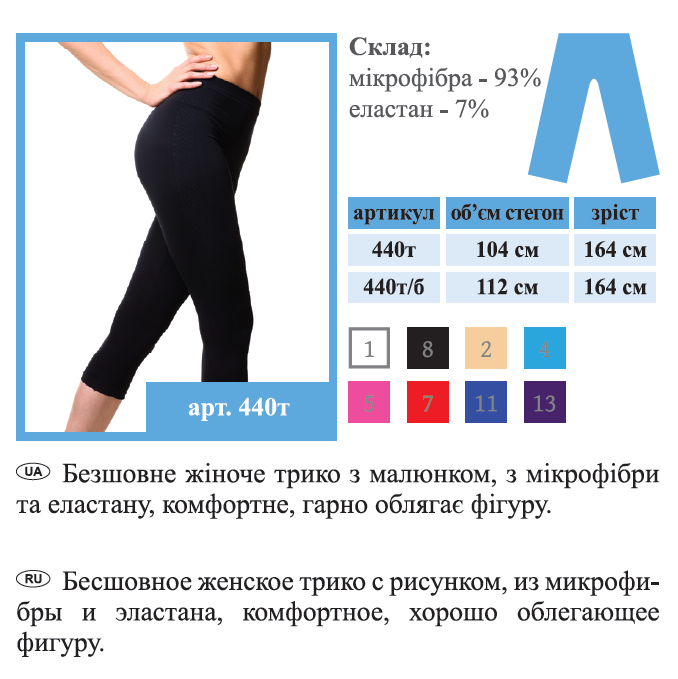 Склад:
мікрофібра - 93%
еластан - 7%
артикул об’єм стегон зріст
440т 104 см 164 см
440т/б 112 см 164 см
1 8 2 4
5 7 11 13
арт. 440т
UA Безшовне жіноче трико з малюнком, з мікрофібри
та еластану, комфортне, гарно облягає фігуру.
RU Бесшовное женское трико с рисунком, из микрофи-
бры и эластана, комфортное, хорошо облегающее
фигуру.